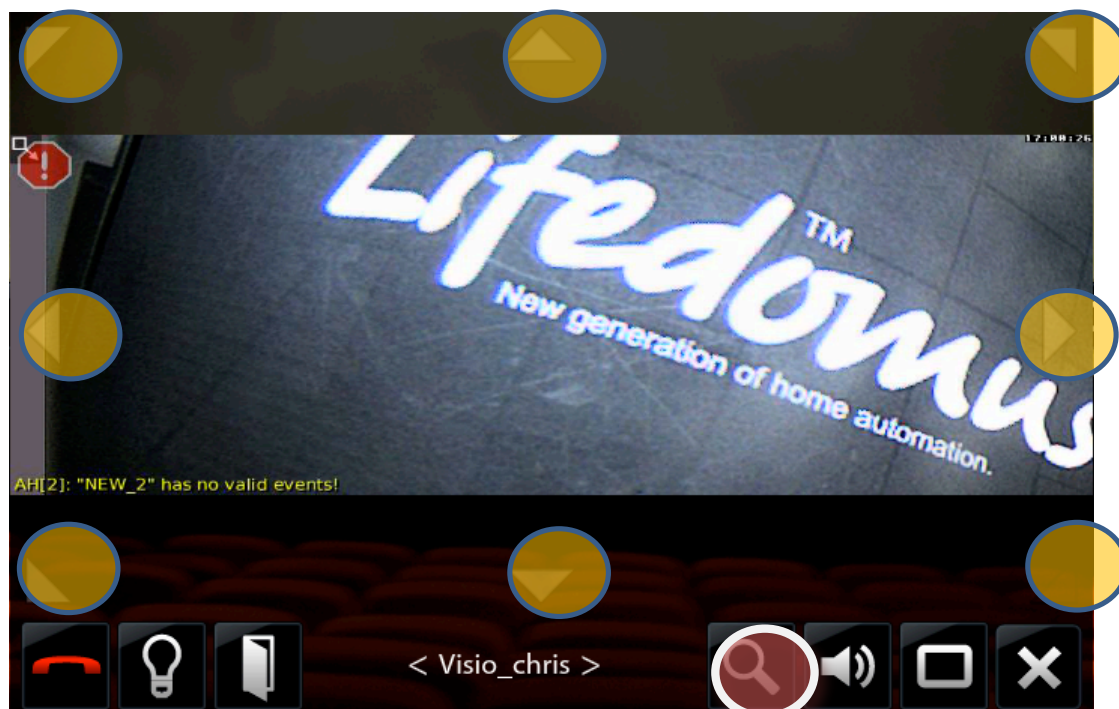 17:00:26
Lifedomus
TM
New generation of home automation.
AH[2]: "NEW_2" has no valid events!
< Visio_chris >